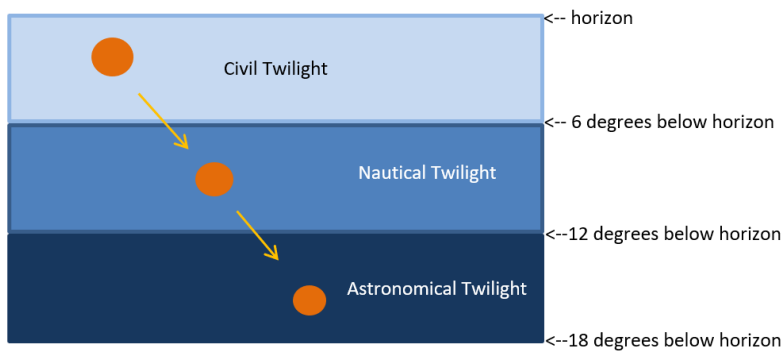 <-- horizon
Civil Twilight
<-- 6 degrees below horizon
Nautical Twilight
<--12 degrees below horizon
Astronomical Twilight
<--18 degrees below horizon